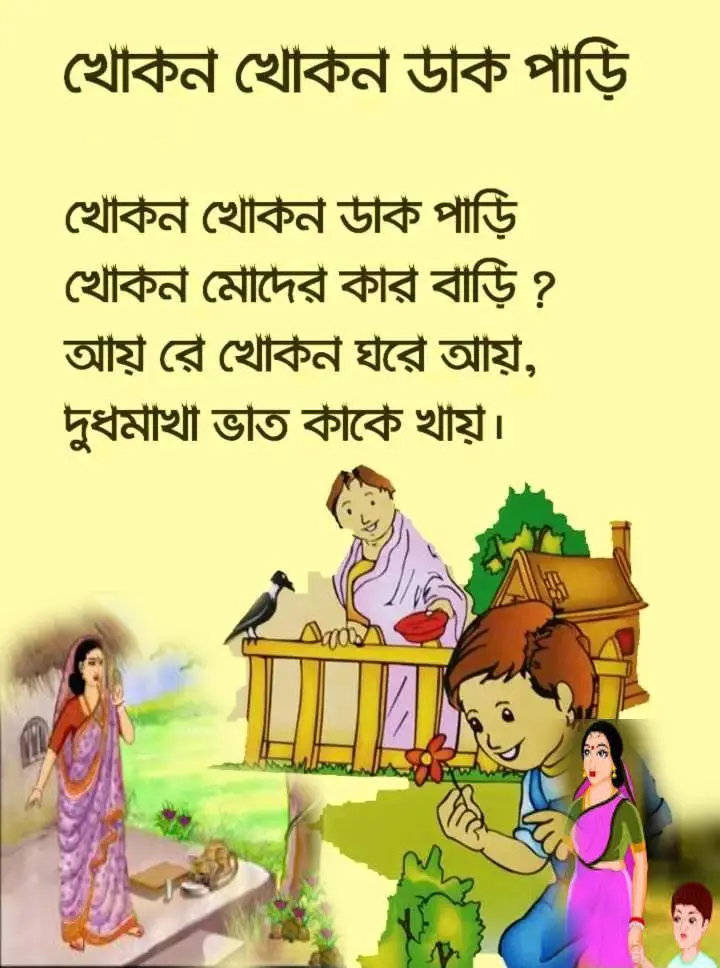 খোকন খোকন ডাক পাড়ি
খোকন খোকন ডাক পাড়ি
খোকন মোদের কার বাড়ি ?
আয় রে খোকন ঘরে আয়,
দুধমাখা ভাত কাকে খায়।